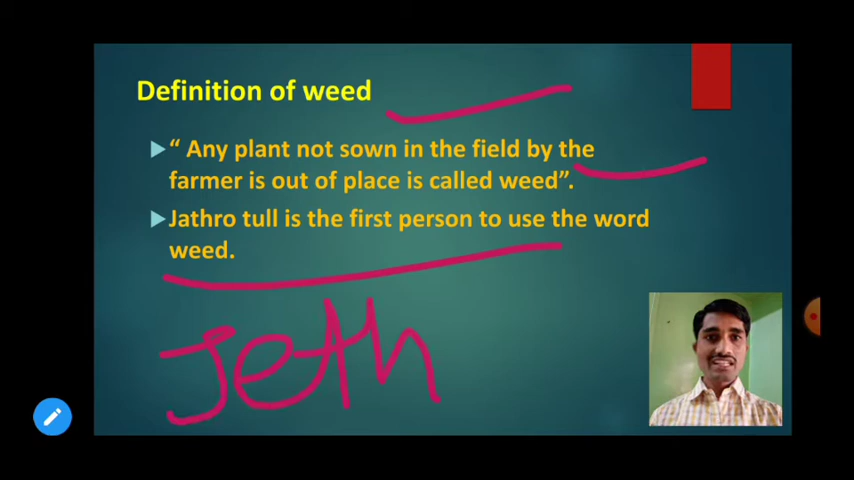 Definition of weed
“ Any plant not sown in the field by the
farmer is out of place is called weed”.
Jathro tull is the first person to use the word
weed.
Jeth